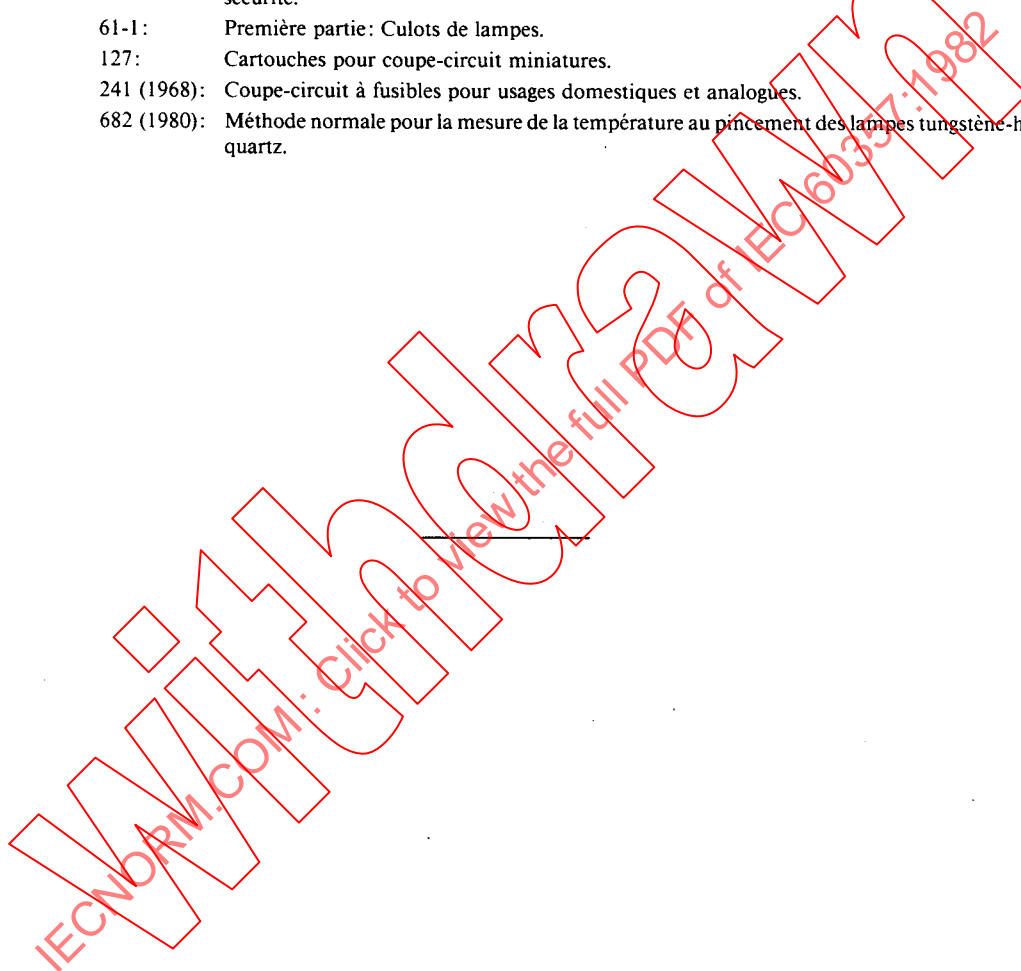 sécurité.
61-1: Première partie: Culots de lampes.
127: Cartouches pour coupe-circuit miniatures.
241 (1968): Coupe-circuit à fusibles pour usages domestiques et analogues.
682 (1980): Méthode normale pour la mesure de la température au pincement des lampes tungstène-h
quartz.
withdrawn
IECNORM.COM : Click to view the full PDF of IEC 60357:1982